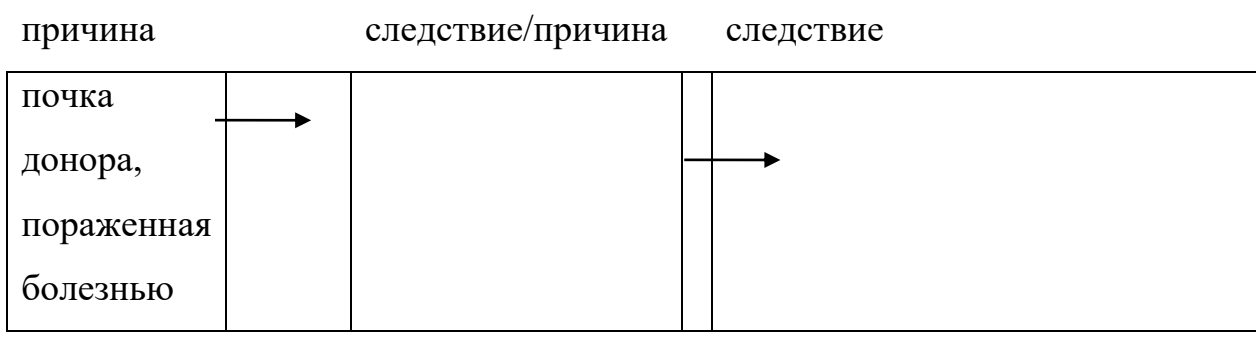 причина следствие/причина следствие
почка
донора,
пораженная
болезнью